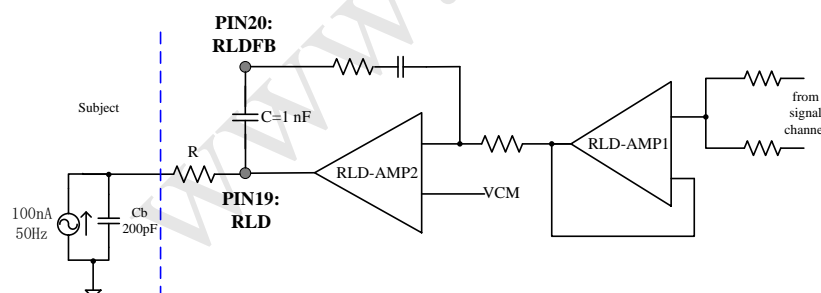 PIN20:
RLDFB
Subject
C=1 nF
from
signal
channe
R
RLD-AMP2
RLD-AMP1
PIN19:
RLD
VCM
100nA
50Hz
Cb
200pF
www.